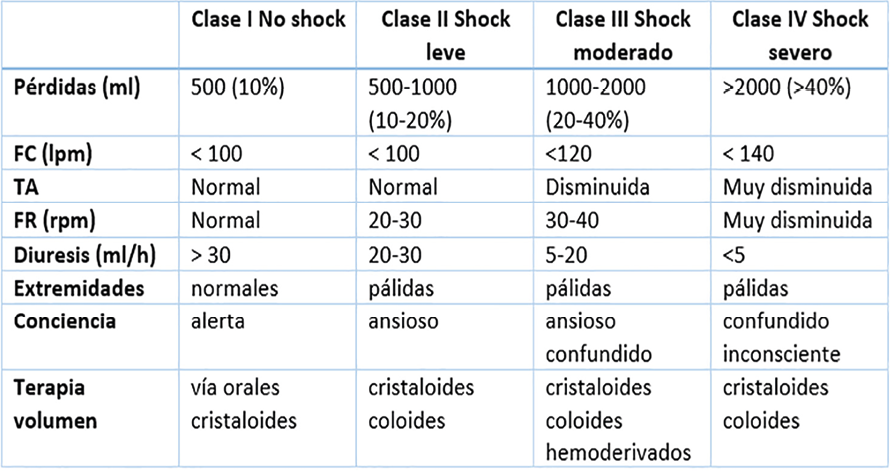 Clase I No shock Clase II Shock leve Clase III Shock moderado Clase IV Shock severo
Pérdidas (ml) 500 (10%) 500-1000 (10-20%) 1000-2000 (20-40%) >2000 (>40%)
FC (lpm) < 100 < 100 <120 < 140
TA Normal Normal Disminuida Muy disminuida
FR (rpm) Normal 20-30 30-40 Muy disminuida
Diuresis (ml/h) > 30 20-30 5-20 <5
Extremidades normales pálidas pálidas pálidas
Conciencia alerta ansioso ansioso confundido confundido inconsciente
Terapia volumen vía orales cristaloides cristaloides coloides cristaloides coloides hemoderivados cristaloides coloides